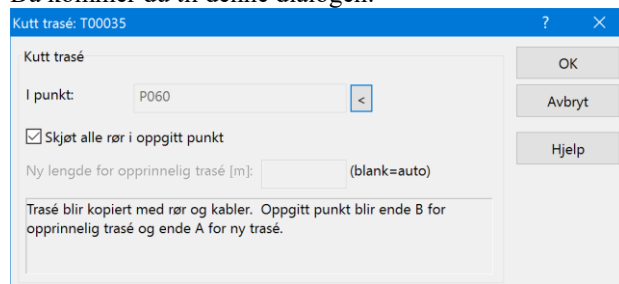 Da kommer du til denne dialogen:
Kutt trasé: T00035 ? ×
Kutt trasé
OK
I punkt: P060 <
Avbryt
Skjøt alle rør i oppgitt punkt
Hjelp
Ny lengde for opprinnelig trasé [m]: (blank=auto)
Trasé blir kopiert med rør og kabler. Oppgitt punkt blir ende B for
opprinnelig trasé og ende A for ny trasé.